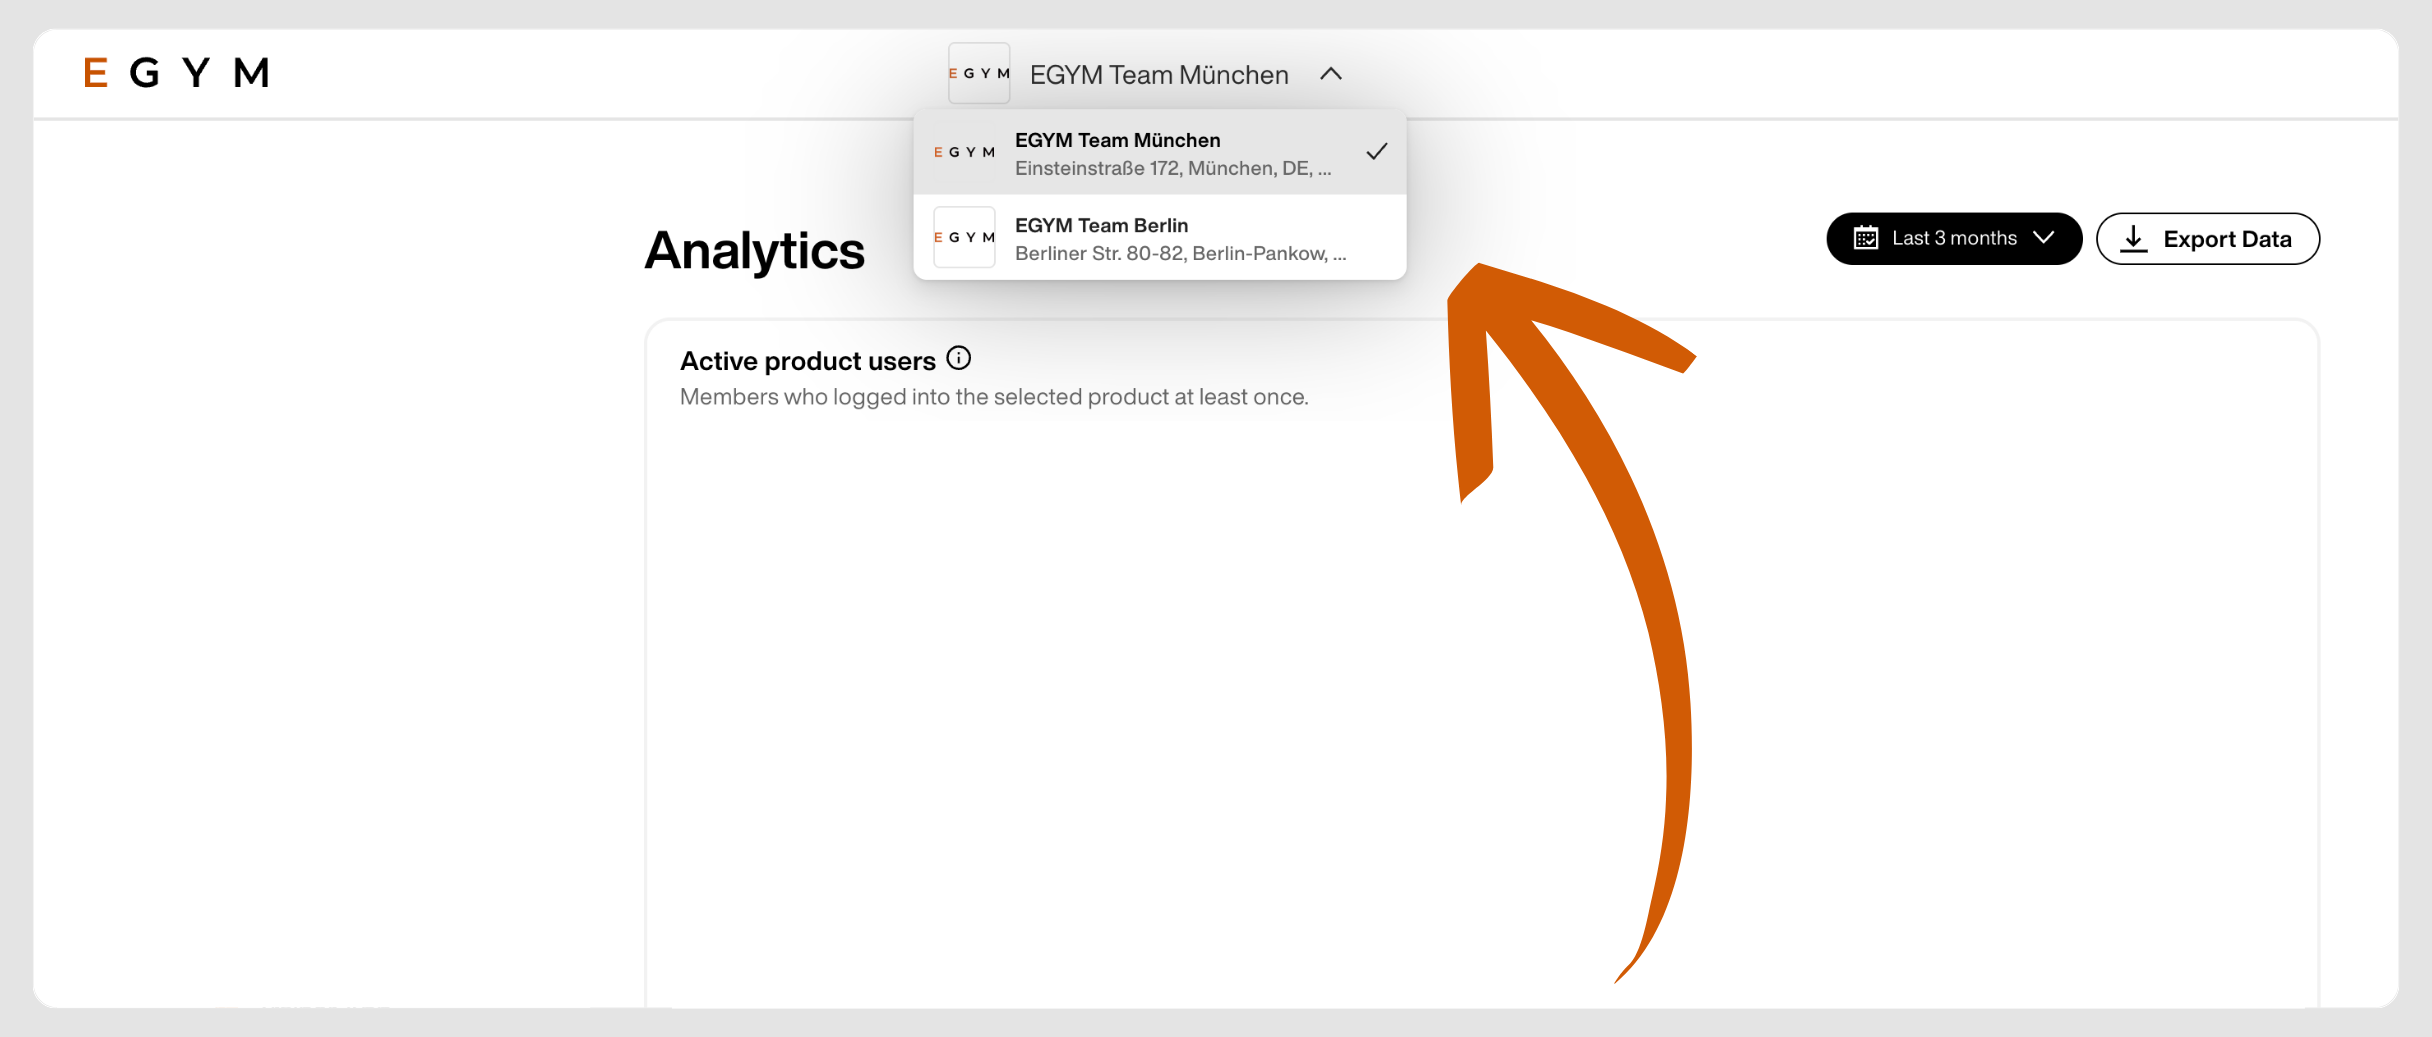 EGYM
EGYM EGYM Team München
EGYM EGYM Team München
Einsteinstraße 172, München, DE, ...
EGYM EGYM Team Berlin
Berliner Str. 80-82, Berlin-Pankow, ...
Analytics
Last 3 months
Export Data
Active product users
Members who logged into the selected product at least once.